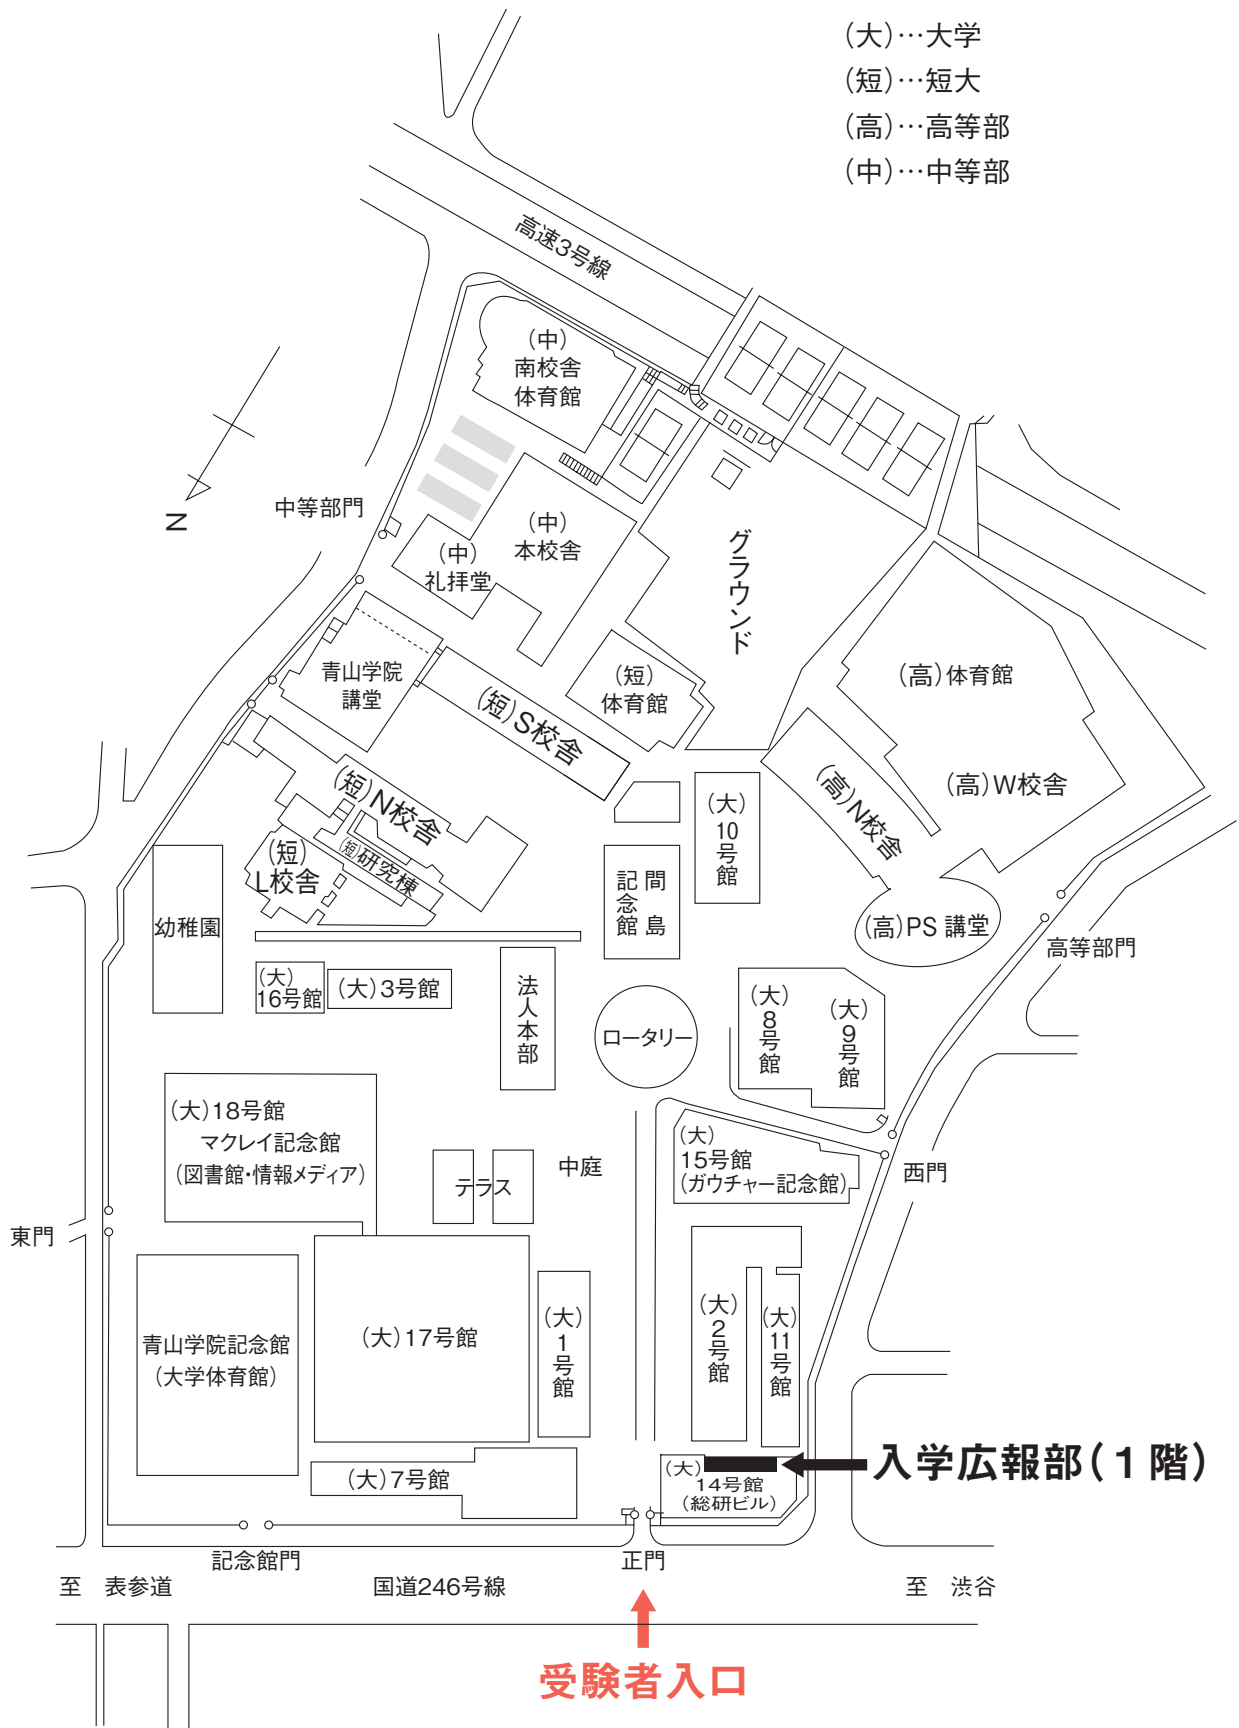 (大)…大学
(短)…短大
(高)…高等部
(中)…中等部
高速3号線
(中)
南校舎
体育館
N
中等部門
(中)
本校舎
(中)
礼拝堂
グラウンド
青山学院
講堂
(短)S校舎
(短)
体育館
(高)体育館
(高)W校舎
(高)N校舎
(短)N校舎
(短)研究棟
(短)
L校舎
(大)
10号館
間島
記念館
(高)PS 講堂
高等部門
幼稚園
(大)
16号館
(大)3号館
法人本部
ロータリー
(大)
8号館
(大)
9号館
(大)18号館
マクレイ記念館
(図書館・情報メディア)
テラス
中庭
(大)
15号館
(ガウチャー記念館)
西門
東門
青山学院記念館
(大学体育館)
(大)17号館
(大)
1号館
(大)
2号館
(大)
11号館
(大)7号館
(大)
14号館
(総研ビル)
入学広報部(1階)
記念館門
正門
至 表参道
国道246号線
至 渋谷
受験者入口